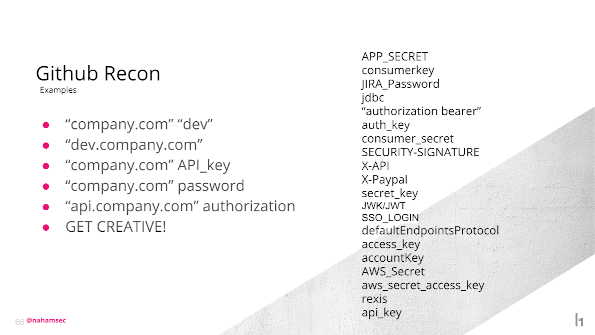 Github Recon
Examples
“company.com” “dev”
“dev.company.com”
“company.com” API_key
“company.com” password
“api.company.com” authorization
GET CREATIVE!
APP_SECRET
consumerkey
JIRA_Password
jdbc
“authorization bearer”
auth_key
consumer_secret
SECURITY-SIGNATURE
X-API
X-Paypal
secret_key
JWK/JWT
SSO_LOGIN
defaultEndpointsProtocol
access_key
accountKey
AWS_Secret
aws_secret_access_key
rexis
api_key
66 @nahamsec
l1